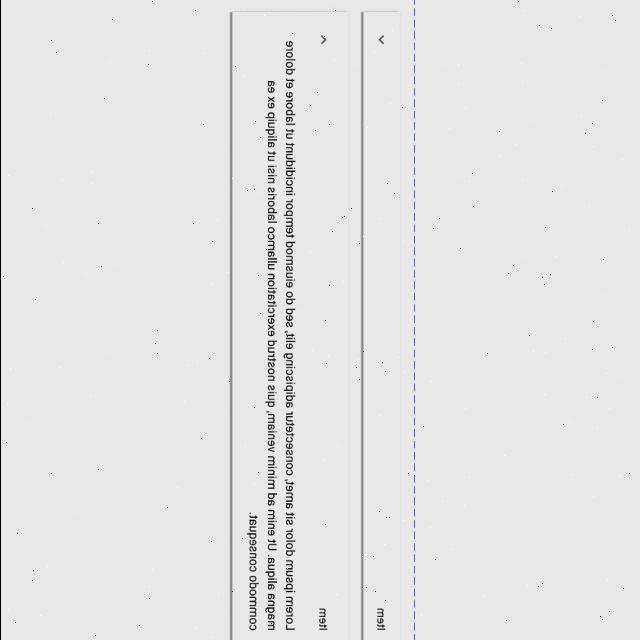 Item
Item
Lorem ipsum dolor sit amet, consectetur adipisicing elit, sed do eiusmod tempor incididunt ut labore et dolore
magna aliqua. Ut enim ad minim veniam, quis nostrud exercitation ullamco laboris nisi ut aliquip ex ea
commodo consequat.